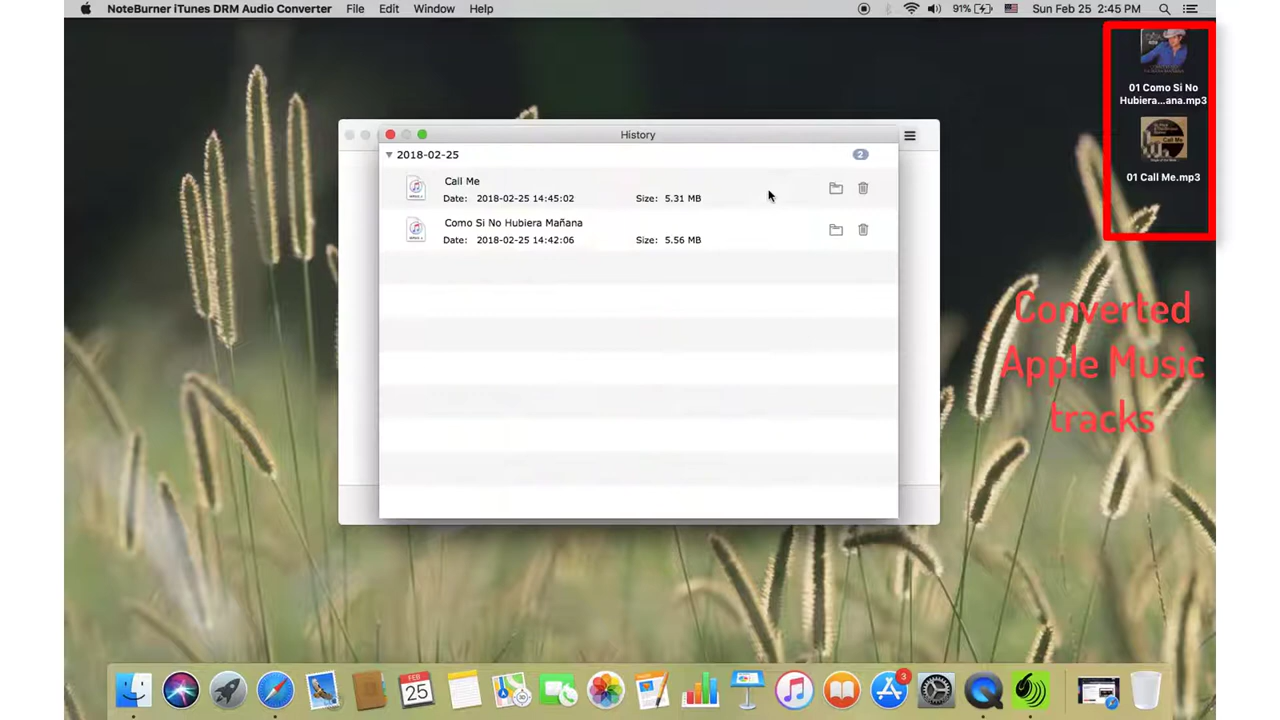 NoteBurner iTunes DRM Audio Converter File Edit Window Help 91% Sun Feb 25 2:45 PM
01 Como Si No
Hubiera...ana.mp3
01 Call Me.mp3
History
2018-02-25 2
Call Me
Date: 2018-02-25 14:45:02 Size: 5.31 MB
Como Si No Hubiera Mañana
Date: 2018-02-25 14:42:06 Size: 5.56 MB
Converted
Apple Music
tracks
FEB
25
3